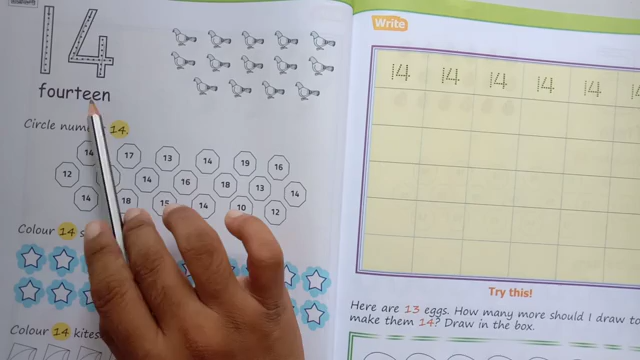 14
fourteen
Circle number 14.
14 17 13 14 19 16
12 14 16 18 13 14
14 18 15 14 10 12
Colour 14
Colour 14 kites
Write
14 14 14 14 14
Try this!
Here are 13 eggs. How many more should I draw to
make them 14? Draw in the box.